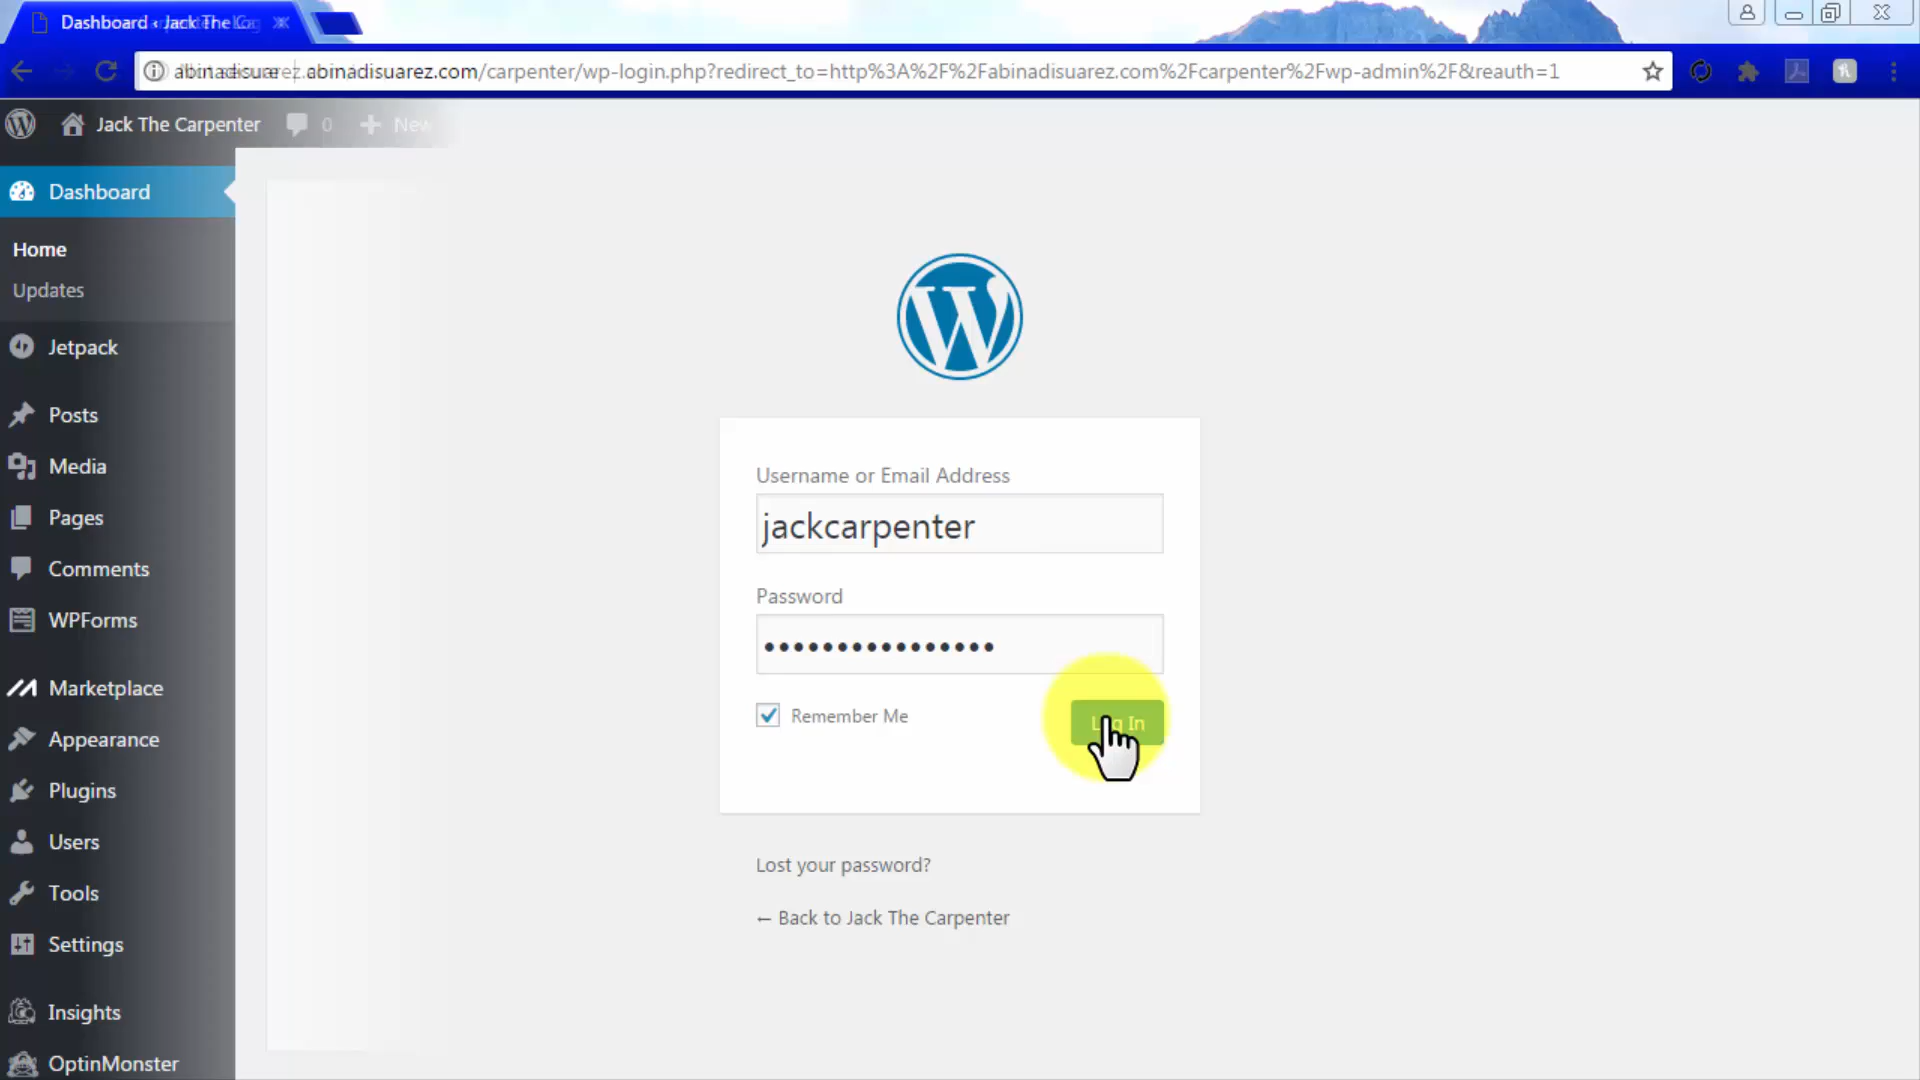 Dashboard ‹ Jack The
abinadisuarez.com/carpenter/wp-login.php?redirect_to=http%3A%2F%2Fabinadisuarez.com%2Fcarpenter%2Fwp-admin%2F&reauth=1
Jack The Carpenter
0
New
Dashboard
Home
Updates
Jetpack
Posts
Media
Pages
Comments
WPForms
Marketplace
Appearance
Plugins
Users
Tools
Settings
Insights
OptinMonster
Username or Email Address
jackcarpenter
Password
Remember Me
Log In
Lost your password?
← Back to Jack The Carpenter